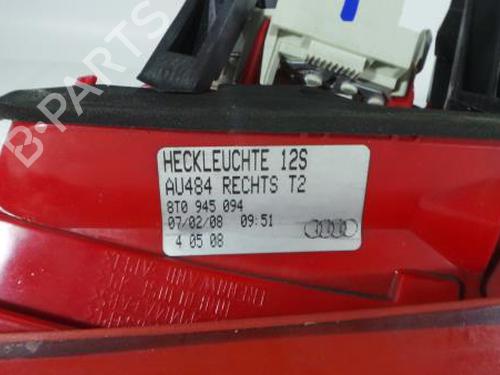 B-PARTS
HECKLEUCHTE 12S
AU484 RECHTS T2
8T0 945 094
07/02/08 09:51
4 05 08